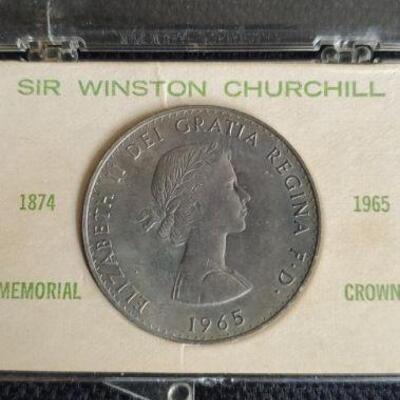 SIR WINSTON CHURCHILL
1874
1965
MEMORIAL
CROWN
ELIZABETH II DEI GRATIA REGINA F.D.
1965